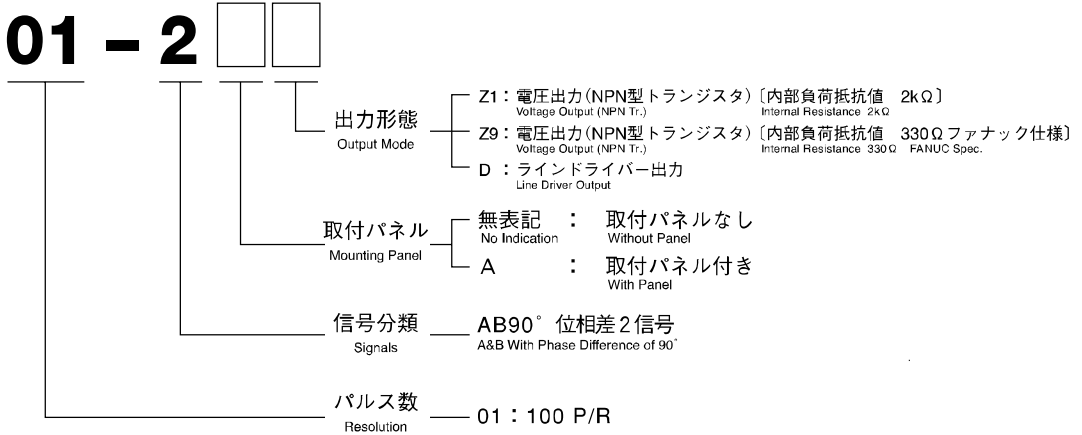 01-2□□
出力形態
Output Mode
Z1：電圧出力（NPN型トランジスタ）〔内部負荷抵抗値　2kΩ〕
Voltage Output (NPN Tr.)　Internal Resistance 2kΩ
Z9：電圧出力（NPN型トランジスタ）〔内部負荷抵抗値　330Ωファナック仕様〕
Voltage Output (NPN Tr.)　Internal Resistance 330Ω　FANUC Spec.
D：ラインドライバー出力
Line Driver Output
取付パネル
Mounting Panel
無表記　：　取付パネルなし
No Indication　Without Panel
A　：　取付パネル付き
With Panel
信号分類
Signals
AB90°位相差2信号
A&B With Phase Difference of 90°
パルス数
Resolution
01：100 P/R